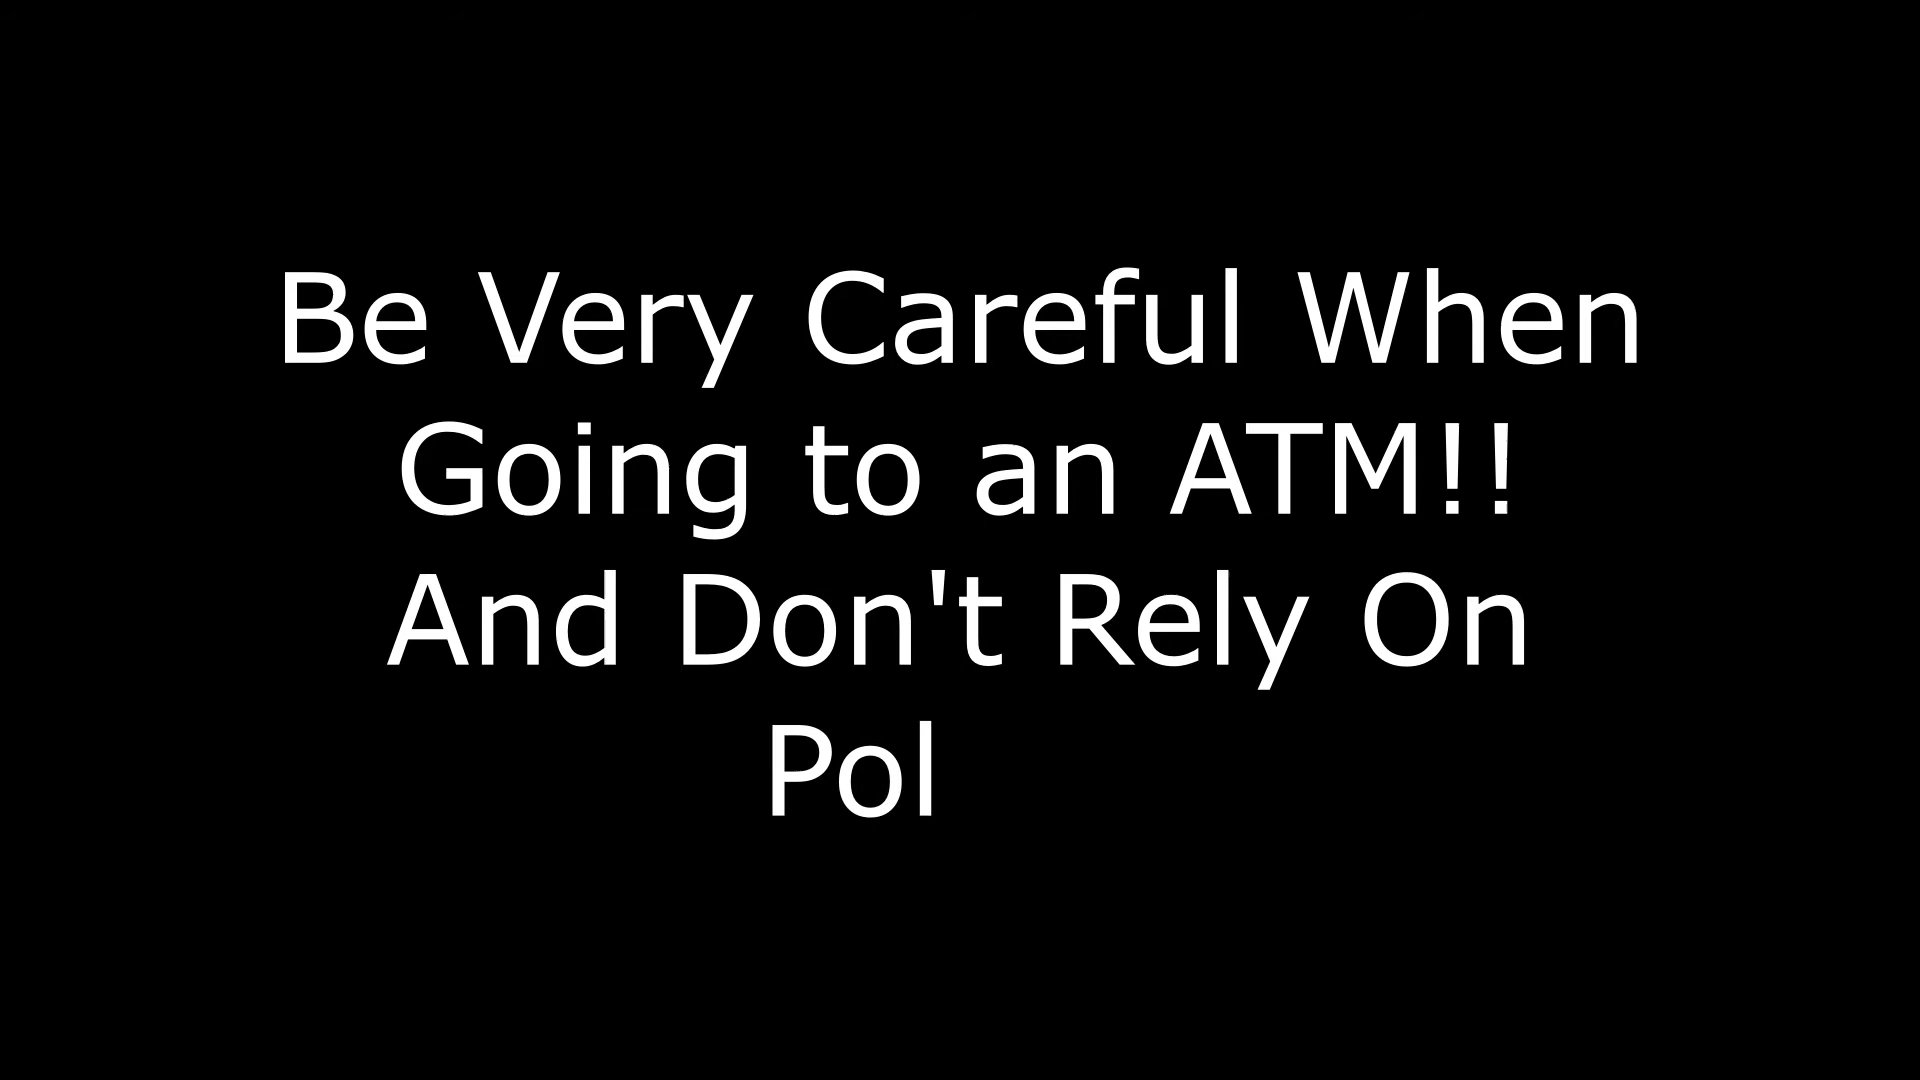 Be Very Careful When
Going to an ATM!!
And Don't Rely On
Pol